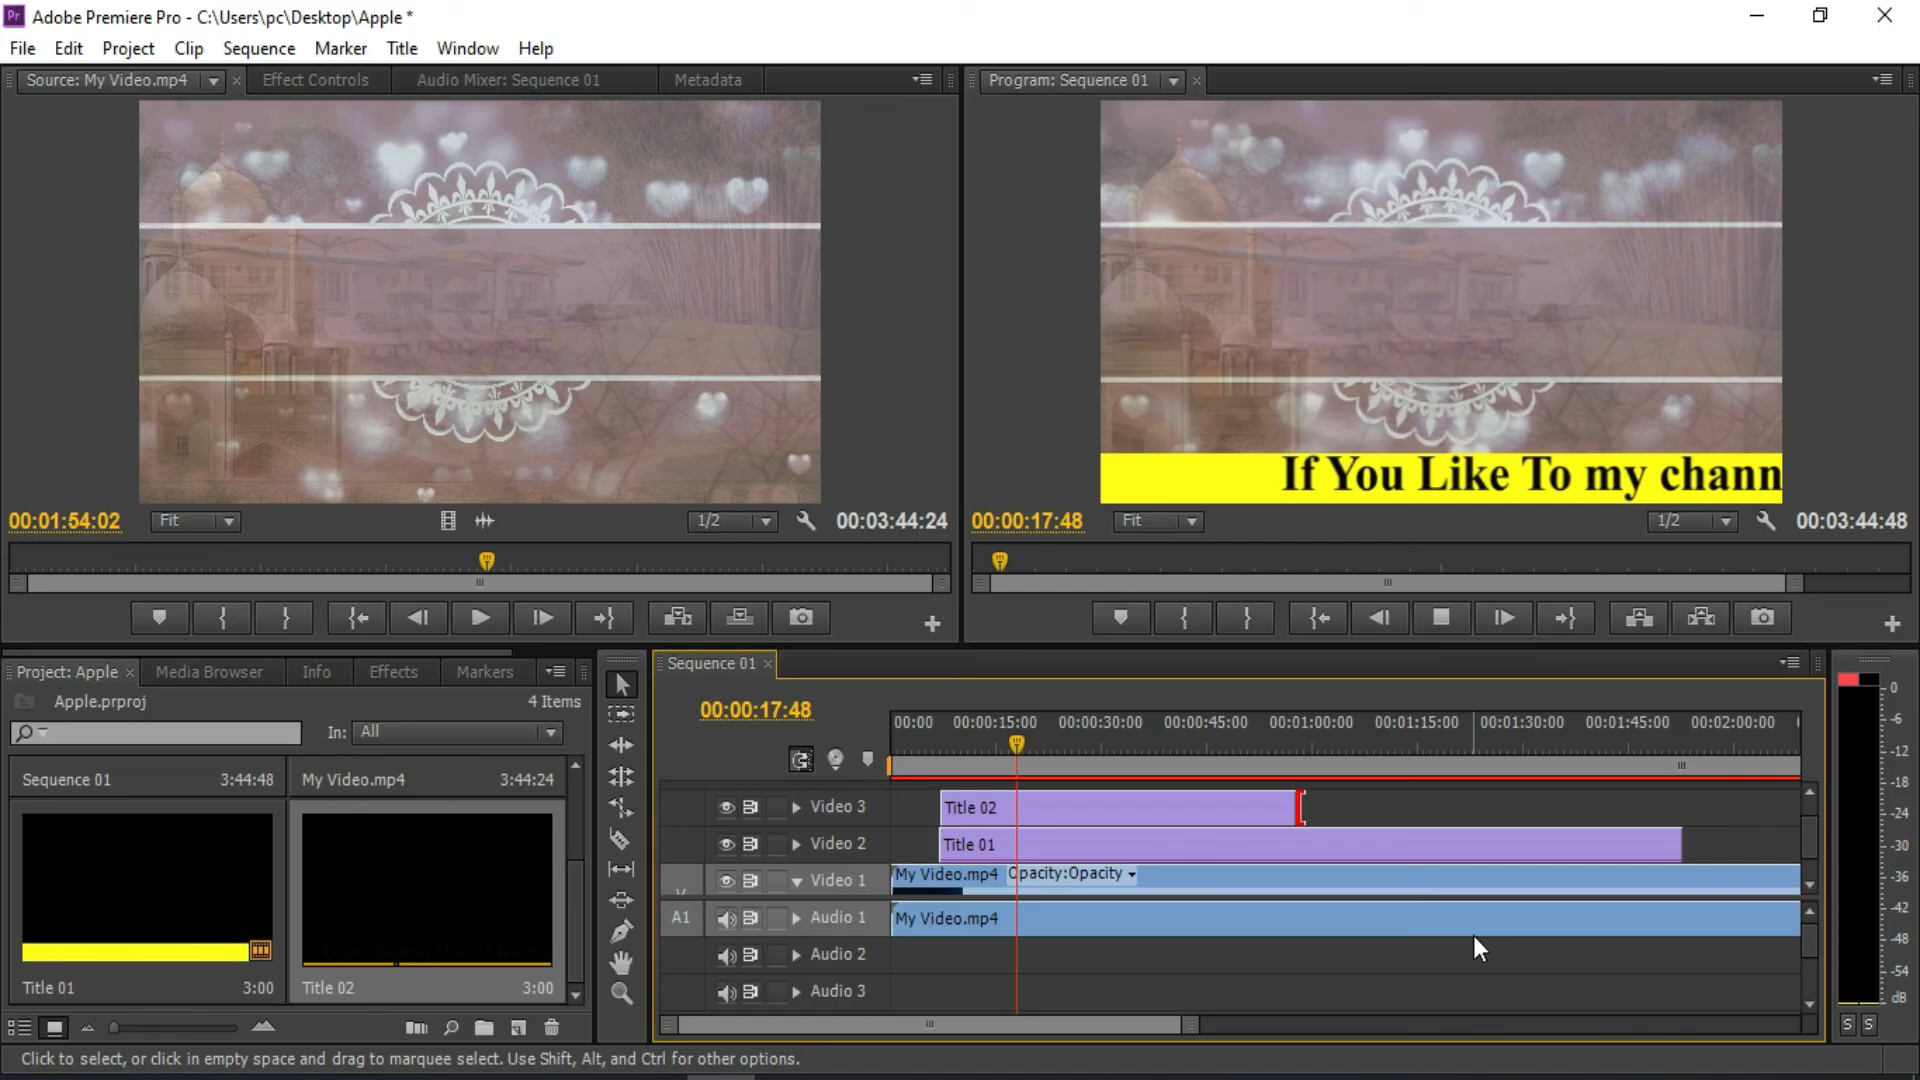 Adobe Premiere Pro - C:\Users\pc\Desktop\Apple *
File Edit Project Clip Sequence Marker Title Window Help
Source: My Video.mp4 Effect Controls Audio Mixer: Sequence 01 Metadata
Program: Sequence 01
If You Like To my chann
00:01:54:02 Fit 1/2 00:03:44:24
00:00:17:48 Fit 1/2 00:03:44:48
Project: Apple Media Browser Info Effects Markers
Apple.prproj 4 Items
In: All
Sequence 01 3:44:48 My Video.mp4 3:44:24
Title 01 3:00 Title 02 3:00
Sequence 01
00:00:17:48
00:00 00:00:15:00 00:00:30:00 00:00:45:00 00:01:00:00 00:01:15:00 00:01:30:00 00:01:45:00 00:02:00:00
Video 3 Title 02
Video 2 Title 01
V Video 1 My Video.mp4 Opacity:Opacity
A1 Audio 1 My Video.mp4
Audio 2
Audio 3
0
-6
-12
-18
-24
-30
-36
-42
-48
-54
dB
S S
Click to select, or click in empty space and drag to marquee select. Use Shift, Alt, and Ctrl for other options.